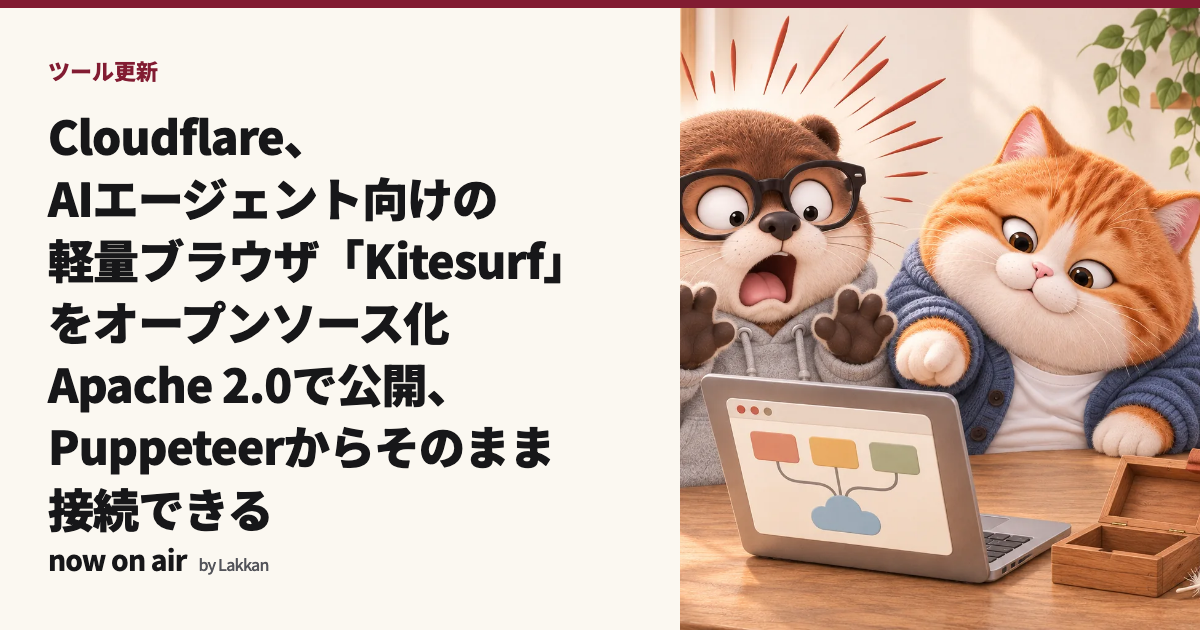 ツール更新
Cloudflare、
AIエージェント向けの
軽量ブラウザ「Kitesurf」
をオープンソース化
Apache 2.0で公開、
Puppeteerからそのまま
接続できる
now on air by Lakkan